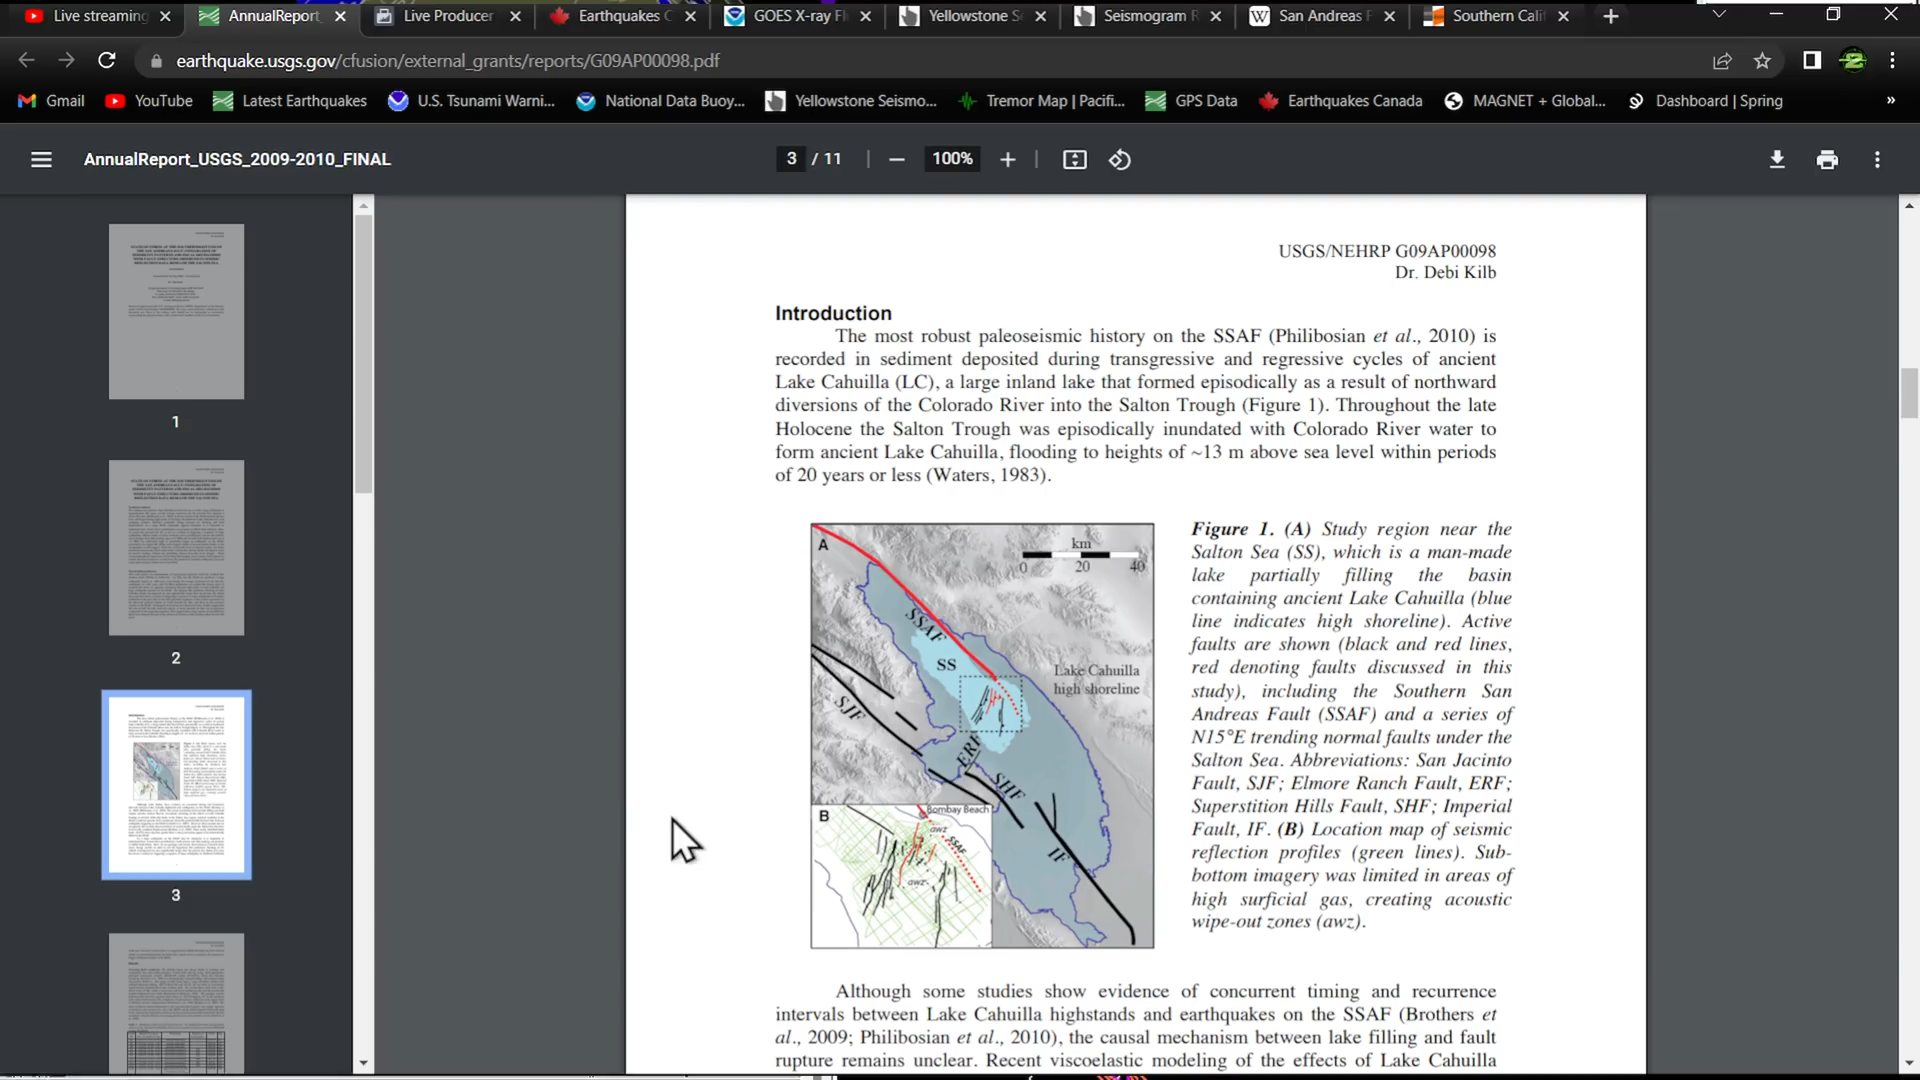 Live streaming
AnnualReport_
Live Producer
Earthquakes C
GOES X-ray Fl
Yellowstone Se
Seismogram R
San Andreas F
Southern Calif
earthquake.usgs.gov/cfusion/external_grants/reports/G09AP00098.pdf
Gmail
YouTube
Latest Earthquakes
U.S. Tsunami Warni...
National Data Buoy...
Yellowstone Seismo...
Tremor Map | Pacifi...
GPS Data
Earthquakes Canada
MAGNET + Global...
Dashboard | Spring
»
AnnualReport_USGS_2009-2010_FINAL
3 / 11
100%
1
2
3
USGS/NEHRP G09AP00098
Dr. Debi Kilb
Introduction
The most robust paleoseismic history on the SSAF (Philibosian et al., 2010) is
recorded in sediment deposited during transgressive and regressive cycles of ancient
Lake Cahuilla (LC), a large inland lake that formed episodically as a result of northward
diversions of the Colorado River into the Salton Trough (Figure 1). Throughout the late
Holocene the Salton Trough was episodically inundated with Colorado River water to
form ancient Lake Cahuilla, flooding to heights of ~13 m above sea level within periods
of 20 years or less (Waters, 1983).
A
km
0 20 40
SSAF
SS
Lake Cahuilla
high shoreline
SJF
ERF
SHF
IF
B
Bombay Beach
awz
SSAF
awz
Figure 1. (A) Study region near the
Salton Sea (SS), which is a man-made
lake partially filling the basin
containing ancient Lake Cahuilla (blue
line indicates high shoreline). Active
faults are shown (black and red lines,
red denoting faults discussed in this
study), including the Southern San
Andreas Fault (SSAF) and a series of
N15°E trending normal faults under the
Salton Sea. Abbreviations: San Jacinto
Fault, SJF; Elmore Ranch Fault, ERF;
Superstition Hills Fault, SHF; Imperial
Fault, IF. (B) Location map of seismic
reflection profiles (green lines). Sub-
bottom imagery was limited in areas of
high surficial gas, creating acoustic
wipe-out zones (awz).
Although some studies show evidence of concurrent timing and recurrence
intervals between Lake Cahuilla highstands and earthquakes on the SSAF (Brothers et
al., 2009; Philibosian et al., 2010), the causal mechanism between lake filling and fault
rupture remains unclear. Recent viscoelastic modeling of the effects of Lake Cahuilla